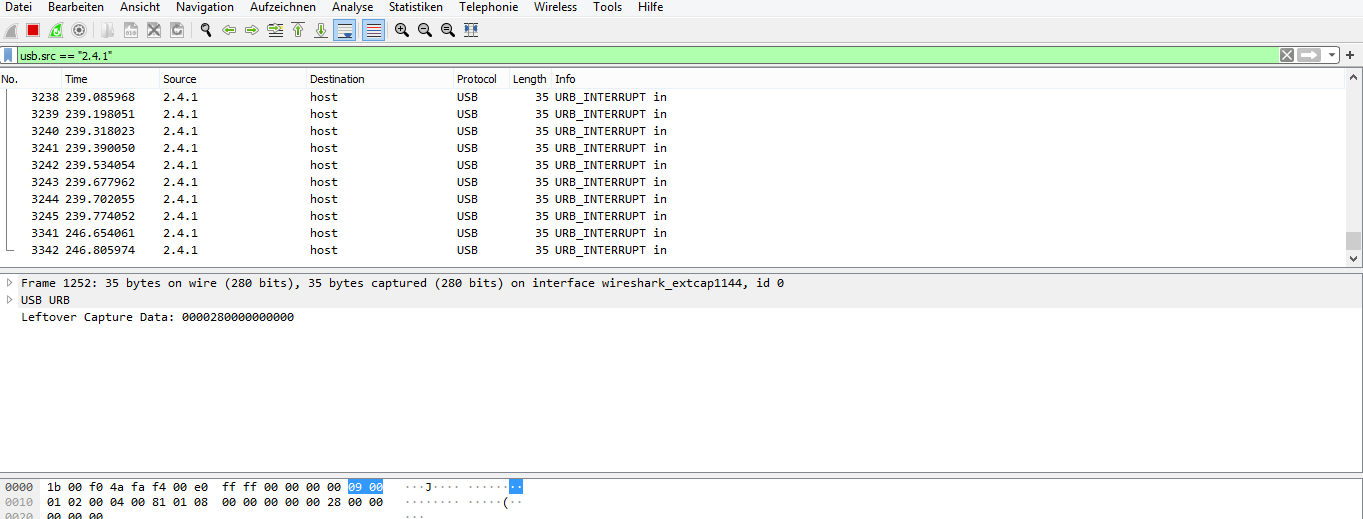 Datei Bearbeiten Ansicht Navigation Aufzeichnen Analyse Statistiken Telephonie Wireless Tools Hilfe
usb.src == "2.4.1"
No. Time Source Destination Protocol Length Info
3238 239.085968 2.4.1 host USB 35 URB_INTERRUPT in
3239 239.198051 2.4.1 host USB 35 URB_INTERRUPT in
3240 239.318023 2.4.1 host USB 35 URB_INTERRUPT in
3241 239.390050 2.4.1 host USB 35 URB_INTERRUPT in
3242 239.534054 2.4.1 host USB 35 URB_INTERRUPT in
3243 239.677962 2.4.1 host USB 35 URB_INTERRUPT in
3244 239.702055 2.4.1 host USB 35 URB_INTERRUPT in
3245 239.774052 2.4.1 host USB 35 URB_INTERRUPT in
3341 246.654061 2.4.1 host USB 35 URB_INTERRUPT in
3342 246.805974 2.4.1 host USB 35 URB_INTERRUPT in
Frame 1252: 35 bytes on wire (280 bits), 35 bytes captured (280 bits) on interface wireshark_extcap1144, id 0
USB URB
Leftover Capture Data: 0000280000000000
0000 1b 00 f0 4a fa f4 00 e0 ff ff 00 00 00 00 09 00 ···J···· ········
0010 01 02 00 04 00 81 01 08 00 00 00 00 00 28 00 00 ········ ·····(··
0020 00 00 00 ···